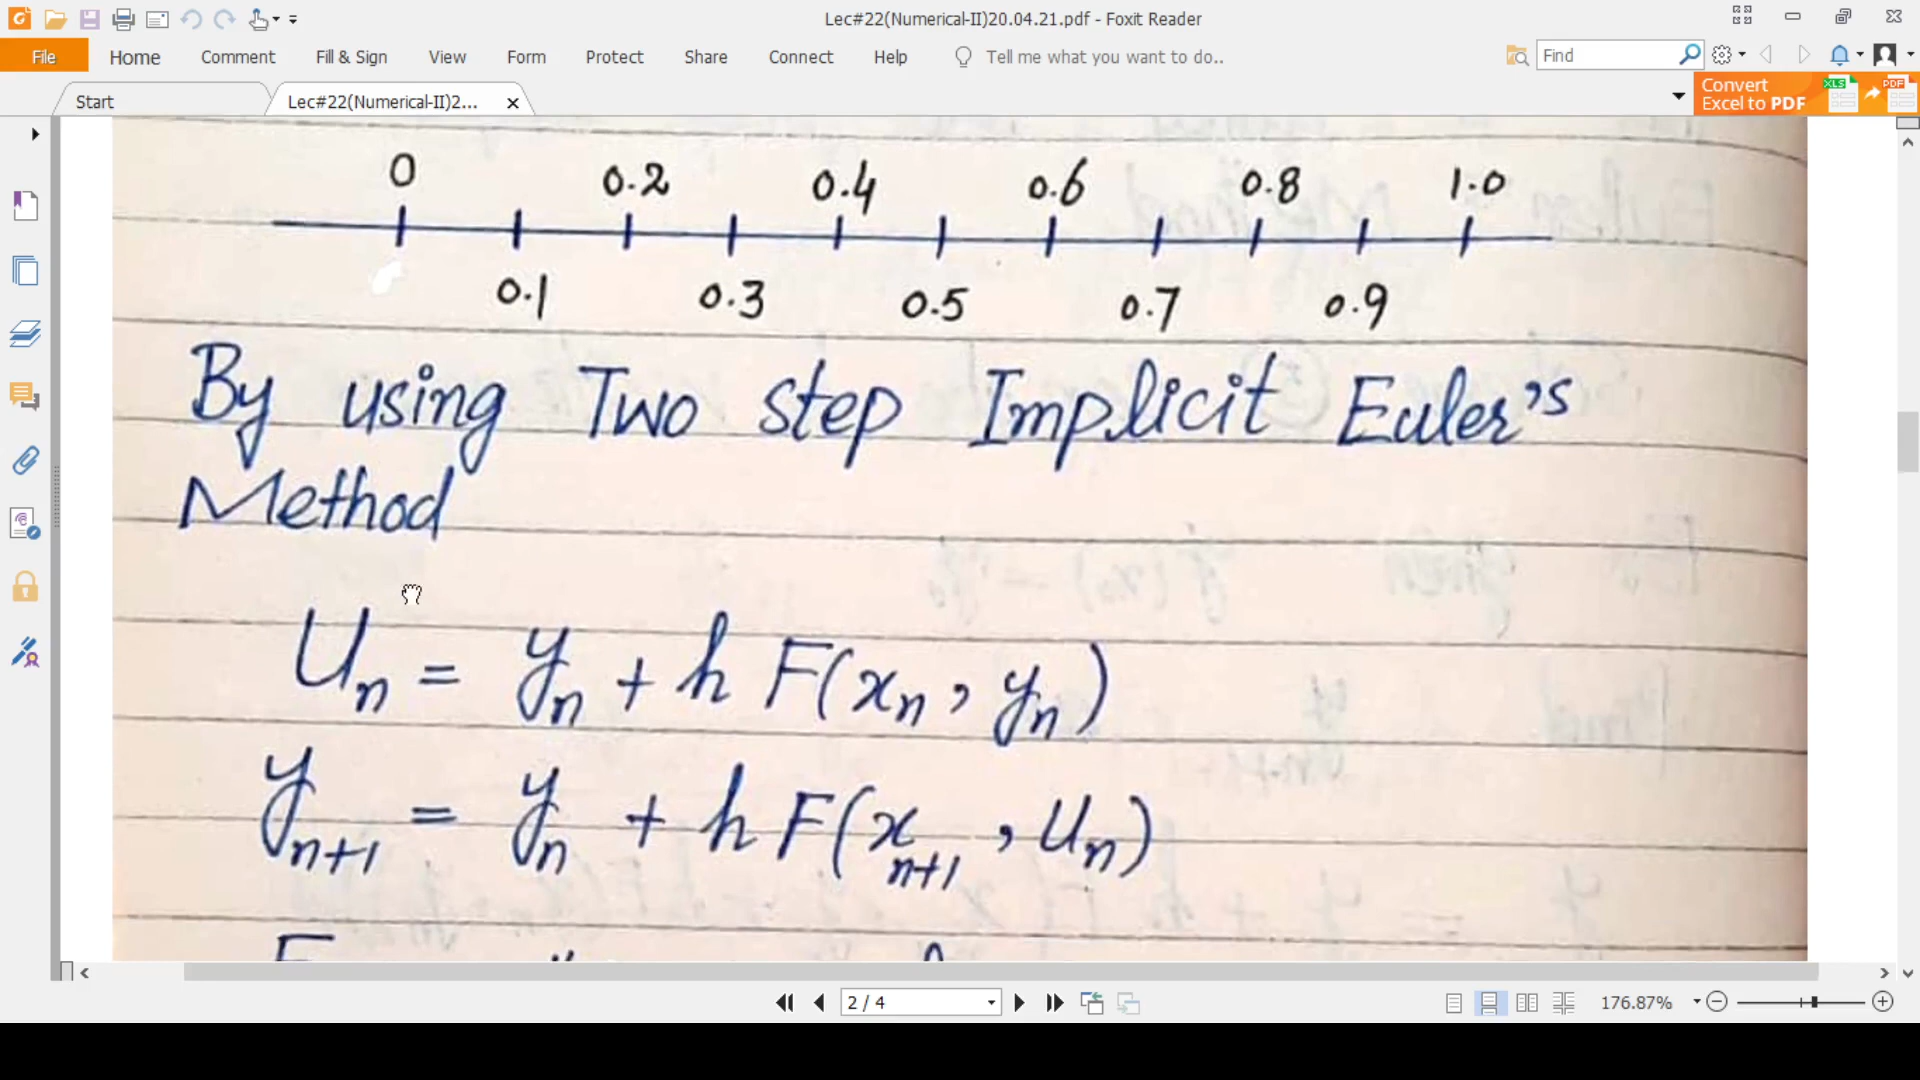 Lec#22(Numerical-II)20.04.21.pdf - Foxit Reader
File Home Comment Fill & Sign View Form Protect Share Connect Help Tell me what you want to do.. Find
Start Lec#22(Numerical-II)2... Convert Excel to PDF
XLS PDF
0 0.2 0.4 0.6 0.8 1.0
0.1 0.3 0.5 0.7 0.9
By using Two step Implicit Euler's
Method
Uₙ = yₙ + h F(xₙ, yₙ)
yₙ₊₁ = yₙ + h F(xₙ₊₁, Uₙ)
2 / 4 176.87%